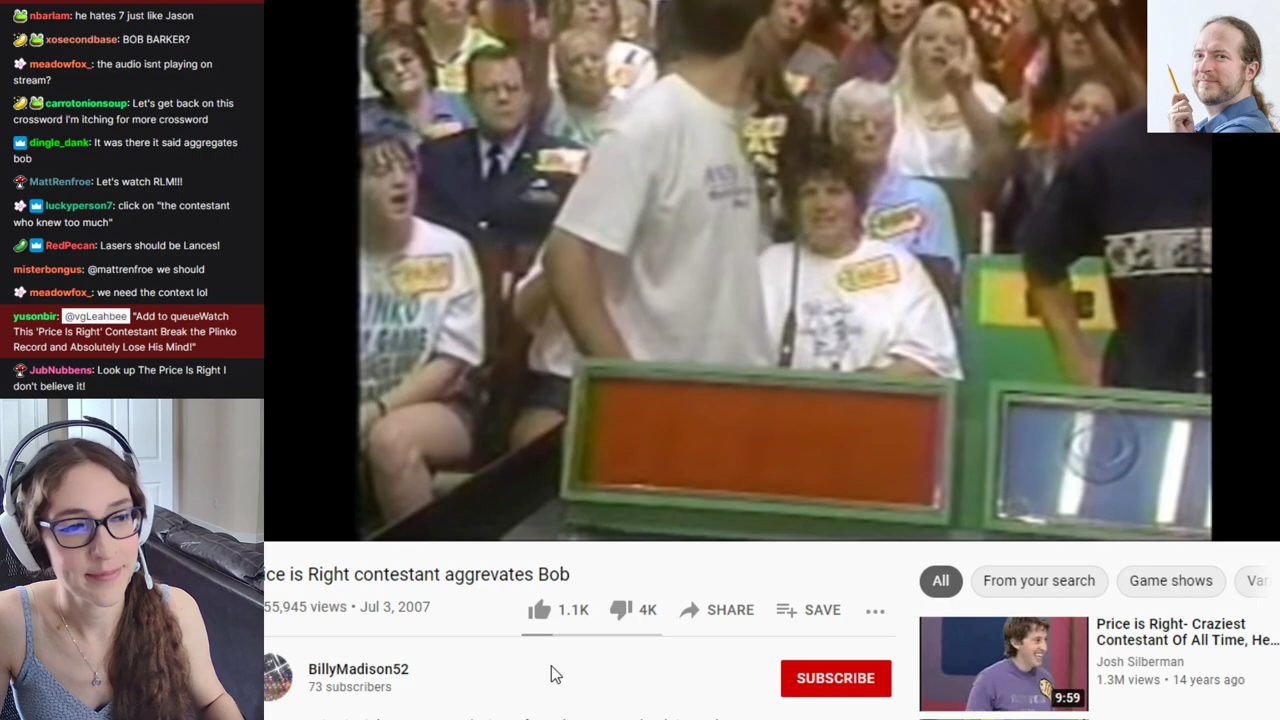 nbarlam: he hates 7 just like Jason
xosecondbase: BOB BARKER?
meadowfox_: the audio isnt playing on
stream?
carrotonionsoup: Let's get back on this
crossword I'm itching for more crossword
dingle_dank: It was there it said aggregates
bob
MattRenfroe: Let's watch RLM!!!
luckyperson7: click on "the contestant
who knew too much"
RedPecan: Lasers should be Lances!
misterbongus: @mattrenfroe we should
meadowfox_: we need the context lol
yusonbir: @vgLeahbee "Add to queueWatch
This 'Price Is Right' Contestant Break the Plinko
Record and Absolutely Lose His Mind!"
JubNubbens: Look up The Price Is Right I
don't believe it!
ce is Right contestant aggrevates Bob
55,945 views • Jul 3, 2007
1.1K
4K
SHARE
SAVE
BillyMadison52
73 subscribers
SUBSCRIBE
All
From your search
Game shows
Var
Price is Right- Craziest
Contestant Of All Time, He...
Josh Silberman
1.3M views • 14 years ago
9:59